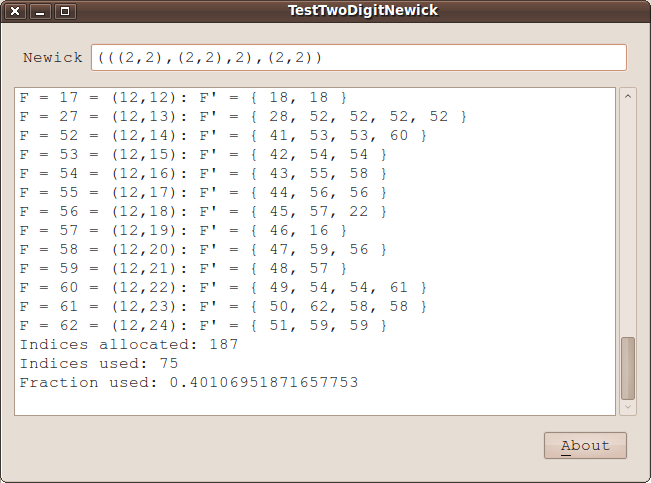 TestTwoDigitNewick
Newick (((2,2),(2,2),2),(2,2))
F = 17 = (12,12): F' = { 18, 18 }
F = 27 = (12,13): F' = { 28, 52, 52, 52, 52 }
F = 52 = (12,14): F' = { 41, 53, 53, 60 }
F = 53 = (12,15): F' = { 42, 54, 54 }
F = 54 = (12,16): F' = { 43, 55, 58 }
F = 55 = (12,17): F' = { 44, 56, 56 }
F = 56 = (12,18): F' = { 45, 57, 22 }
F = 57 = (12,19): F' = { 46, 16 }
F = 58 = (12,20): F' = { 47, 59, 56 }
F = 59 = (12,21): F' = { 48, 57 }
F = 60 = (12,22): F' = { 49, 54, 54, 61 }
F = 61 = (12,23): F' = { 50, 62, 58, 58 }
F = 62 = (12,24): F' = { 51, 59, 59 }
Indices allocated: 187
Indices used: 75
Fraction used: 0.40106951871657753
About